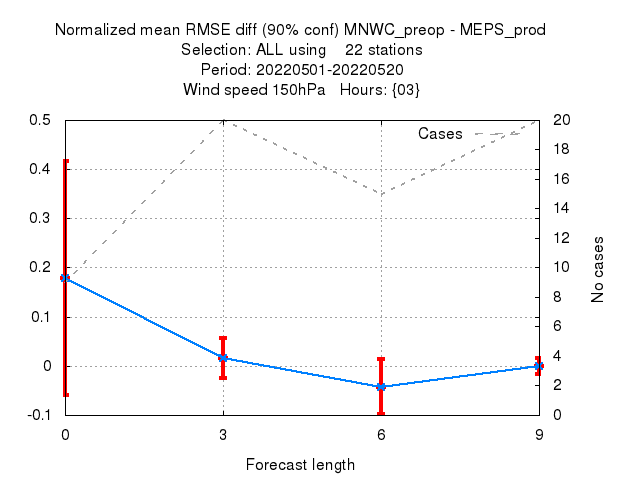 Normalized mean RMSE diff (90% conf) MNWC_preop - MEPS_prod
Selection: ALL using    22 stations
Period: 20220501-20220520
Wind speed 150hPa   Hours: {03}
Cases
0.5
0.4
0.3
0.2
0.1
0
-0.1
20
18
16
14
12
10
8
6
4
2
0
No cases
0 3 6 9
Forecast length